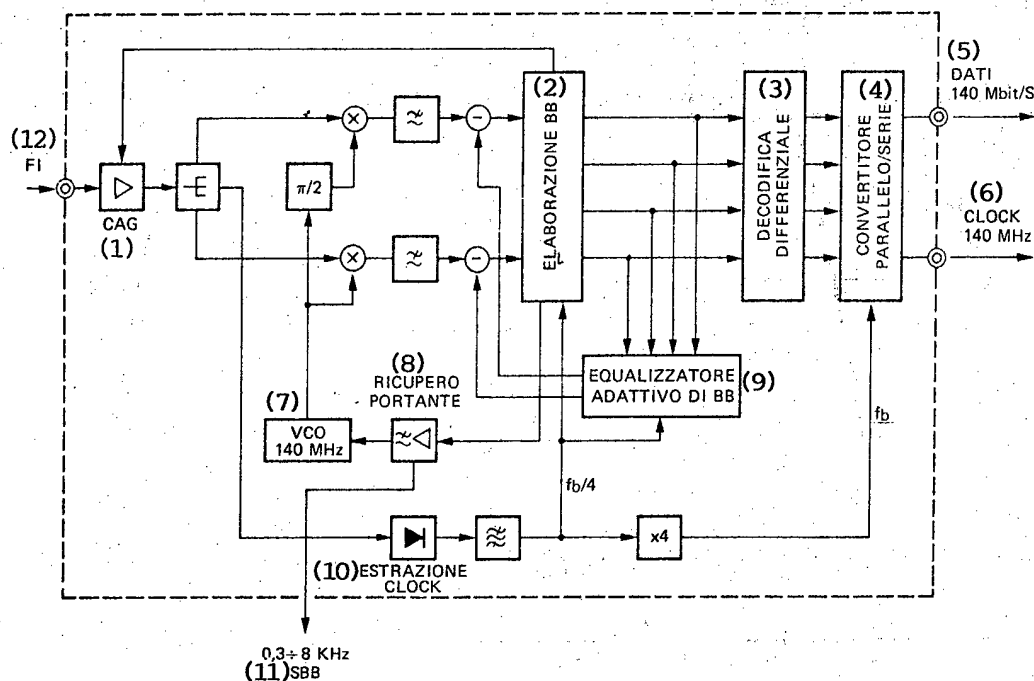 (5)
DATI
140 Mbit/S
(2)
(3)
(4)
(12)
FI
π/2
ELABORAZIONE BB
DECODIFICA
DIFFERENZIALE
CONVERTITORE
PARALLELO/SERIE
(6)
CLOCK
140 MHz
CAG
(1)
(8)
RICUPERO
PORTANTE
EQUALIZZATORE
ADATTIVO DI BB
(9)
(7)
VCO
140 MHz
fb
fb/4
x4
(10) ESTRAZIONE
CLOCK
0,3÷8 KHz
(11) SBB